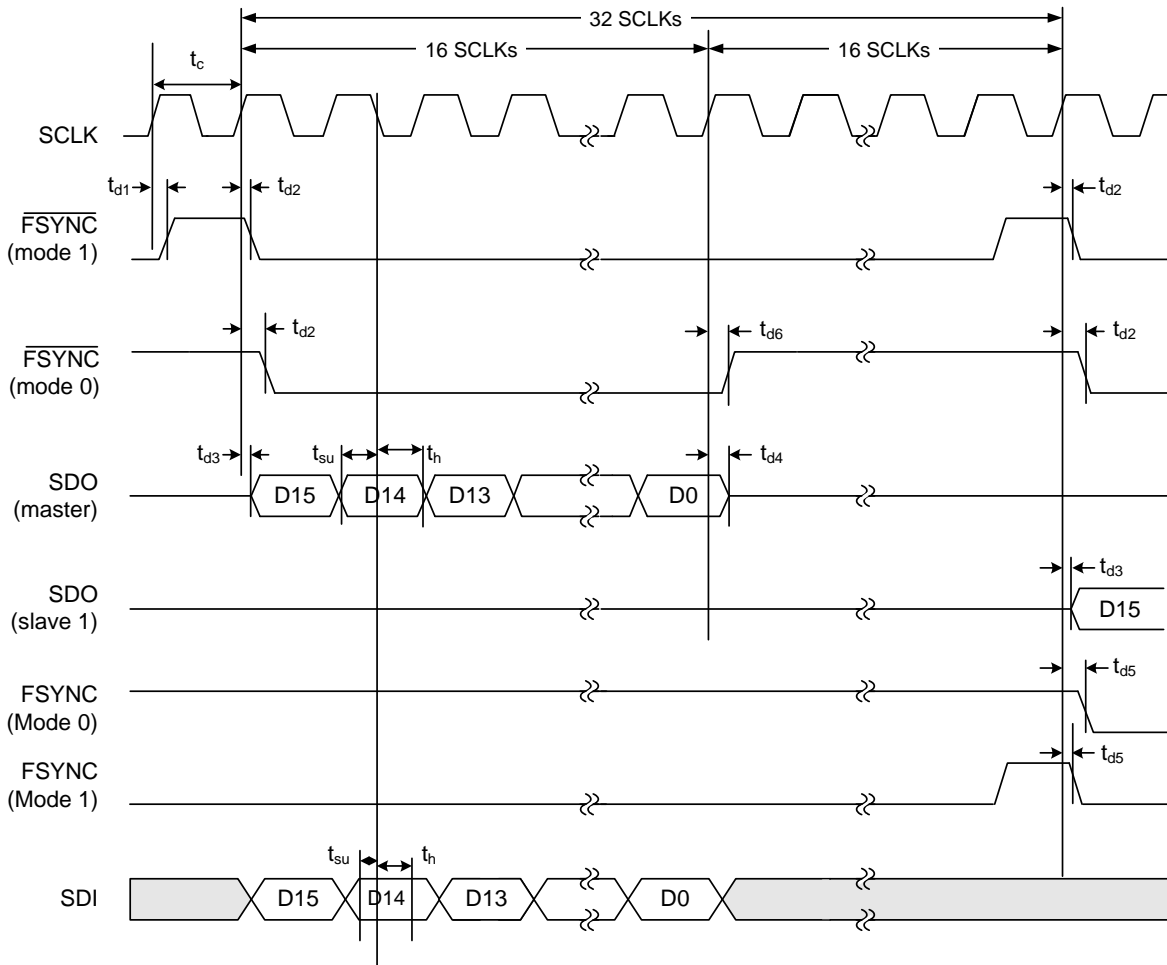 32 SCLKs
16 SCLKs
16 SCLKs
tc
SCLK
td1
td2
td2
FSYNC
(mode 1)
td2
td6
td2
FSYNC
(mode 0)
td3
tsu
th
td4
SDO
(master)
D15
D14
D13
D0
td3
SDO
(slave 1)
D15
td5
FSYNC
(Mode 0)
td5
FSYNC
(Mode 1)
tsu
th
SDI
D15
D14
D13
D0